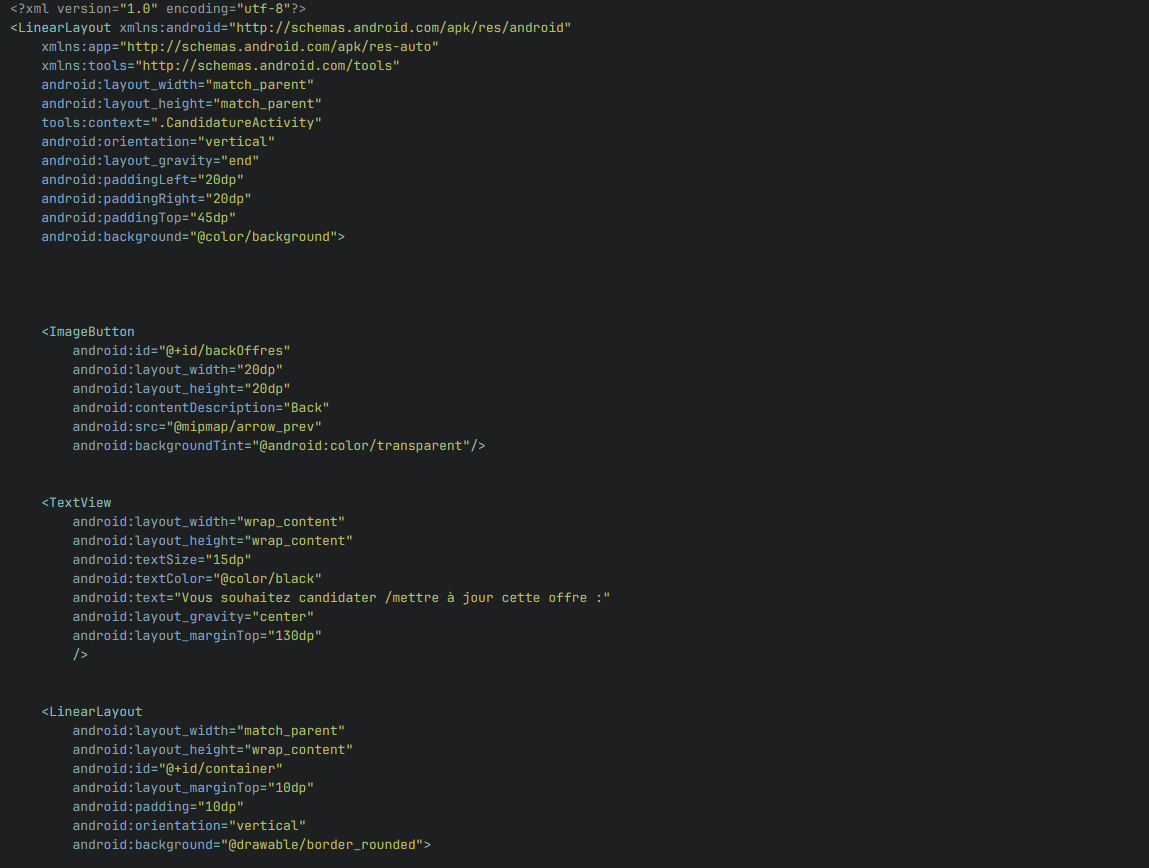 <?xml version="1.0" encoding="utf-8"?>
<LinearLayout xmlns:android="http://schemas.android.com/apk/res/android"
    xmlns:app="http://schemas.android.com/apk/res-auto"
    xmlns:tools="http://schemas.android.com/tools"
    android:layout_width="match_parent"
    android:layout_height="match_parent"
    tools:context=".CandidatureActivity"
    android:orientation="vertical"
    android:layout_gravity="end"
    android:paddingLeft="20dp"
    android:paddingRight="20dp"
    android:paddingTop="45dp"
    android:background="@color/background">
    <ImageButton
        android:id="@+id/backOffres"
        android:layout_width="20dp"
        android:layout_height="20dp"
        android:contentDescription="Back"
        android:src="@mipmap/arrow_prev"
        android:backgroundTint="@android:color/transparent"/>
    <TextView
        android:layout_width="wrap_content"
        android:layout_height="wrap_content"
        android:textSize="15dp"
        android:textColor="@color/black"
        android:text="Vous souhaitez candidater /mettre à jour cette offre :"
        android:layout_gravity="center"
        android:layout_marginTop="130dp"
        />
    <LinearLayout
        android:layout_width="match_parent"
        android:layout_height="wrap_content"
        android:id="@+id/container"
        android:layout_marginTop="10dp"
        android:padding="10dp"
        android:orientation="vertical"
        android:background="@drawable/border_rounded">